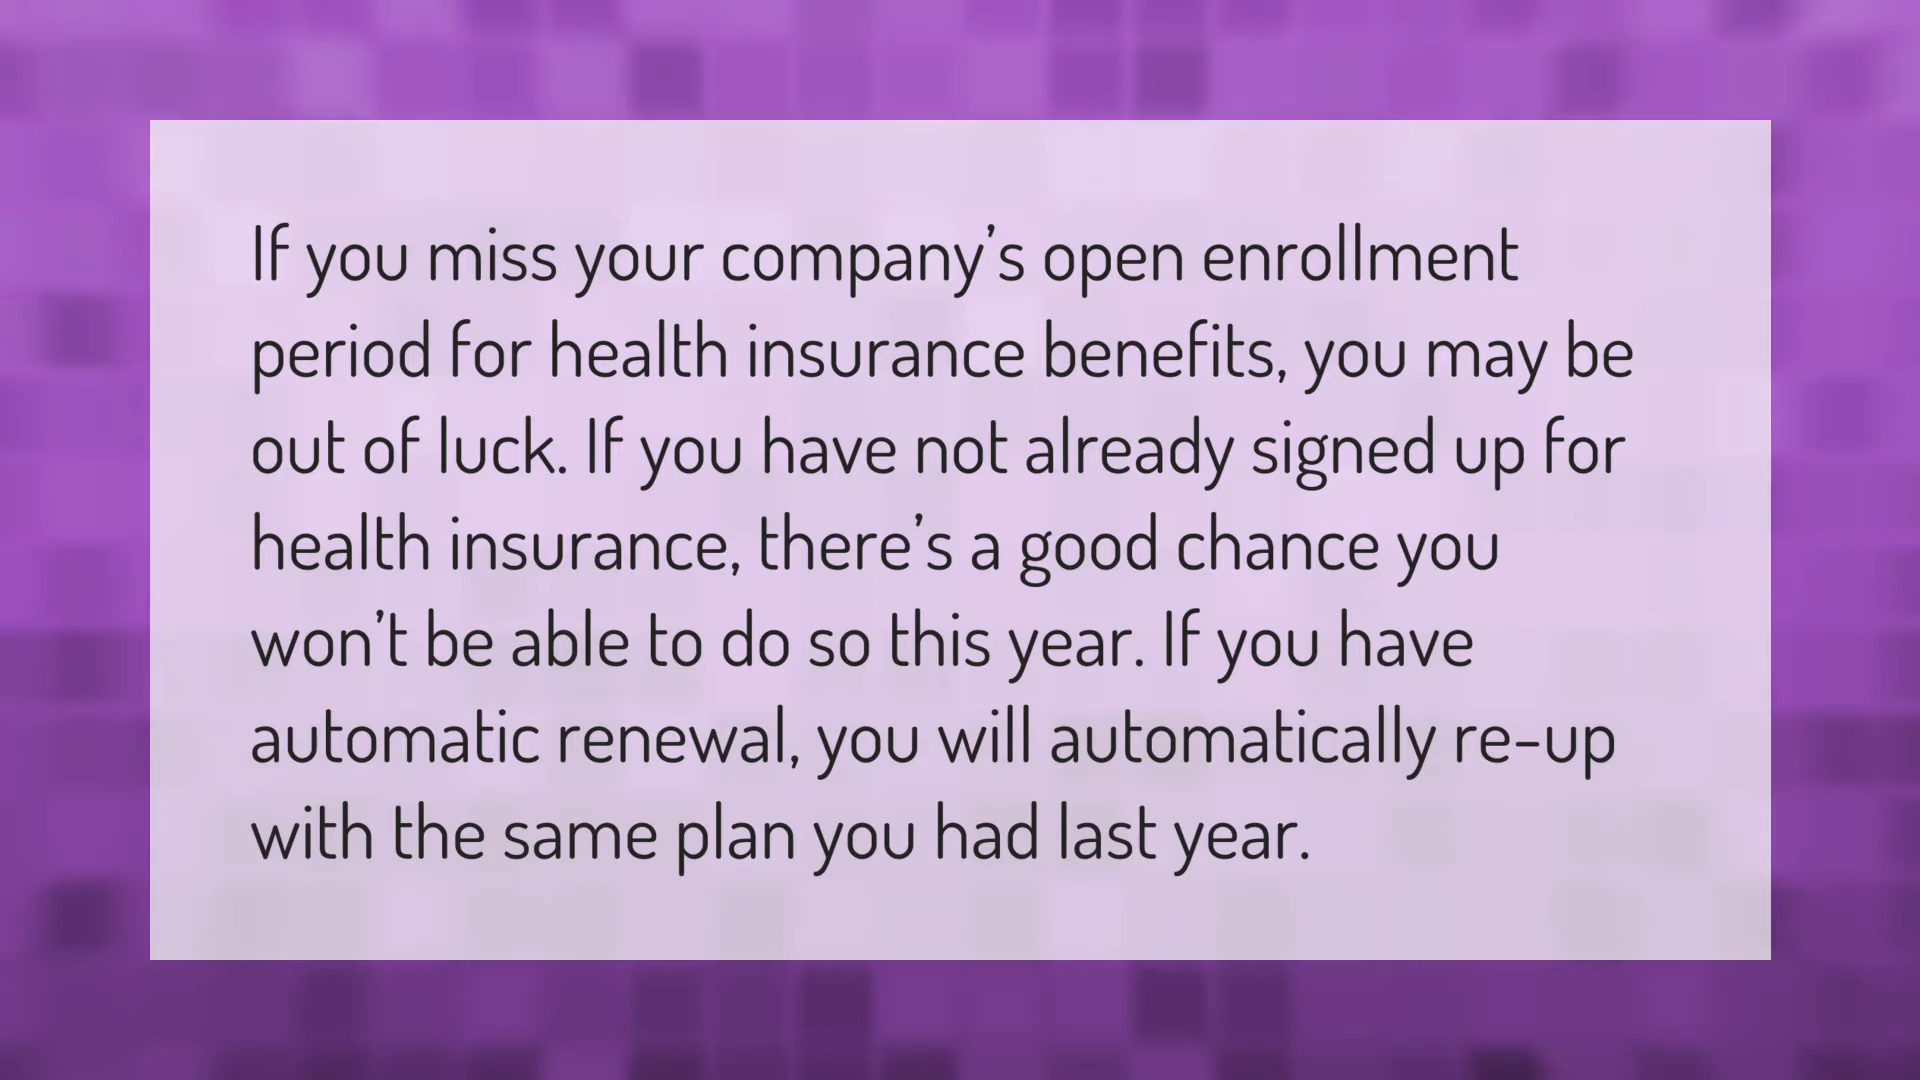 If you miss your company’s open enrollment
period for health insurance benefits, you may be
out of luck. If you have not already signed up for
health insurance, there’s a good chance you
won’t be able to do so this year. If you have
automatic renewal, you will automatically re-up
with the same plan you had last year.